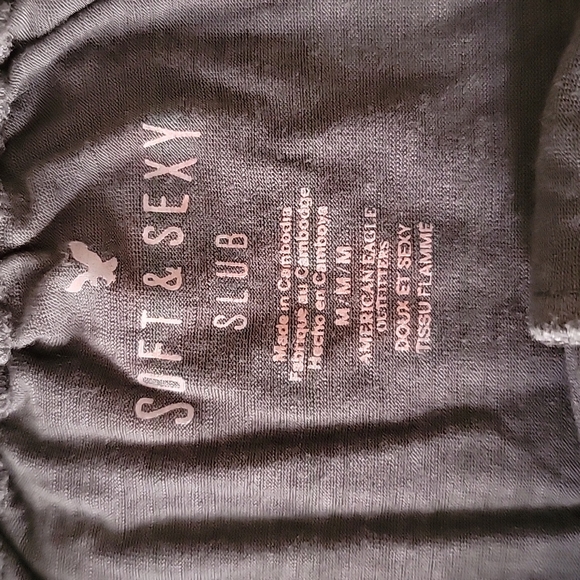 SOFT & SEXY
SLUB
Made in Cambodia
Fabriqué au Cambodge
Hecho en Camboya
M / M / M
AMERICAN EAGLE
OUTFITTERS
DOUX ET SEXY
TISSU FLAMMÉ